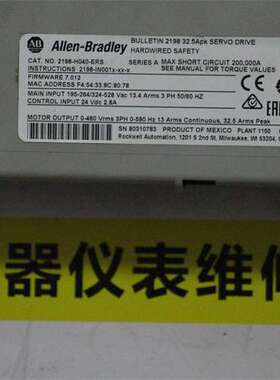 AB Allen-Bradley
BULLETIN 2198 32.5Apk SERVO DRIVE
HARDWIRED SAFETY
CAT. NO. 2198-H040-ERS
SERIES A
MAX SHORT CIRCUIT 200,000A
INSTRUCTIONS 2198-IN001x-xx-x
SEE MANUAL FOR TORQUE VALUES
FIRMWARE 7.013
MAC ADDRESS F4:54:33:9C:80:78
MAIN INPUT 195-264/324-528 Vac 13.4 Arms 3 PH 50/60 HZ
CONTROL INPUT 24 Vdc 2.8A
MOTOR OUTPUT 0-480 Vrms 3PH 0-590 Hz 13 Arms Continuous, 32.5 Arms Peak
SN 80310783
PRODUCT OF MEXICO
PLANT 1150
Rockwell Automation, 1201 S 2nd St, Milwaukee, WI 53204,
器仪表维修